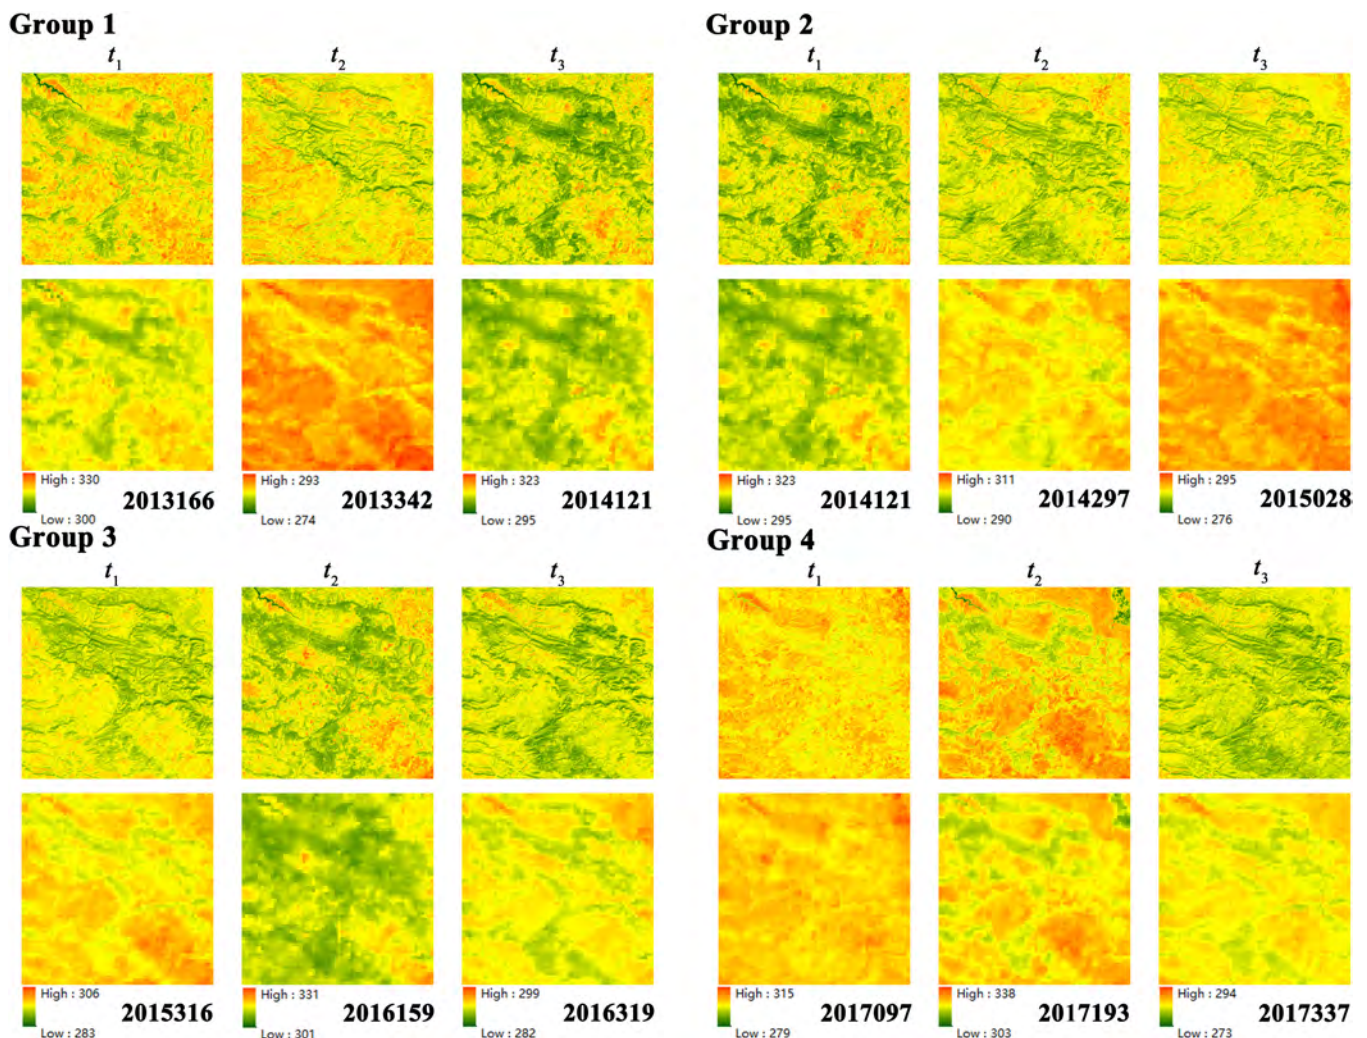 Group 1
t1 t2 t3
High : 330
Low : 300
2013166
High : 293
Low : 274
2013342
High : 323
Low : 295
2014121
Group 2
t1 t2 t3
High : 323
Low : 295
2014121
High : 311
Low : 290
2014297
High : 295
Low : 276
2015028
Group 3
t1 t2 t3
High : 306
Low : 283
2015316
High : 331
Low : 301
2016159
High : 299
Low : 282
2016319
Group 4
t1 t2 t3
High : 315
Low : 279
2017097
High : 338
Low : 303
2017193
High : 294
Low : 273
2017337